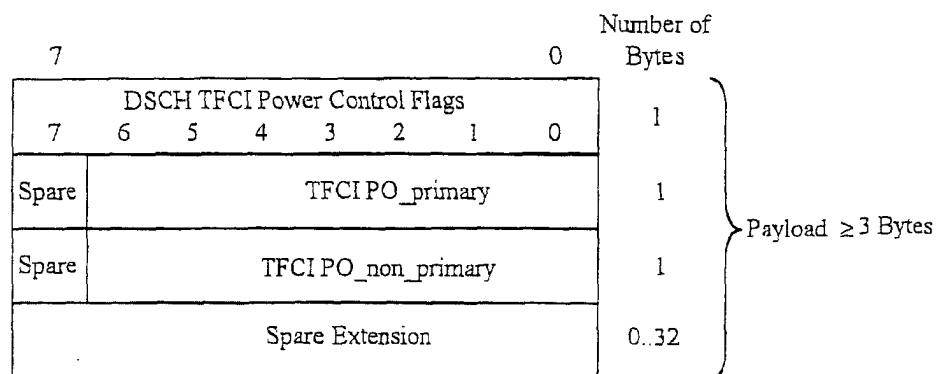 Number of
7 0 Bytes
DSCH TFCI Power Control Flags
1
7 6 5 4 3 2 1 0
Spare TFCI PO_primary 1
Payload ≥ 3 Bytes
Spare TFCI PO_non_primary 1
Spare Extension 0..32